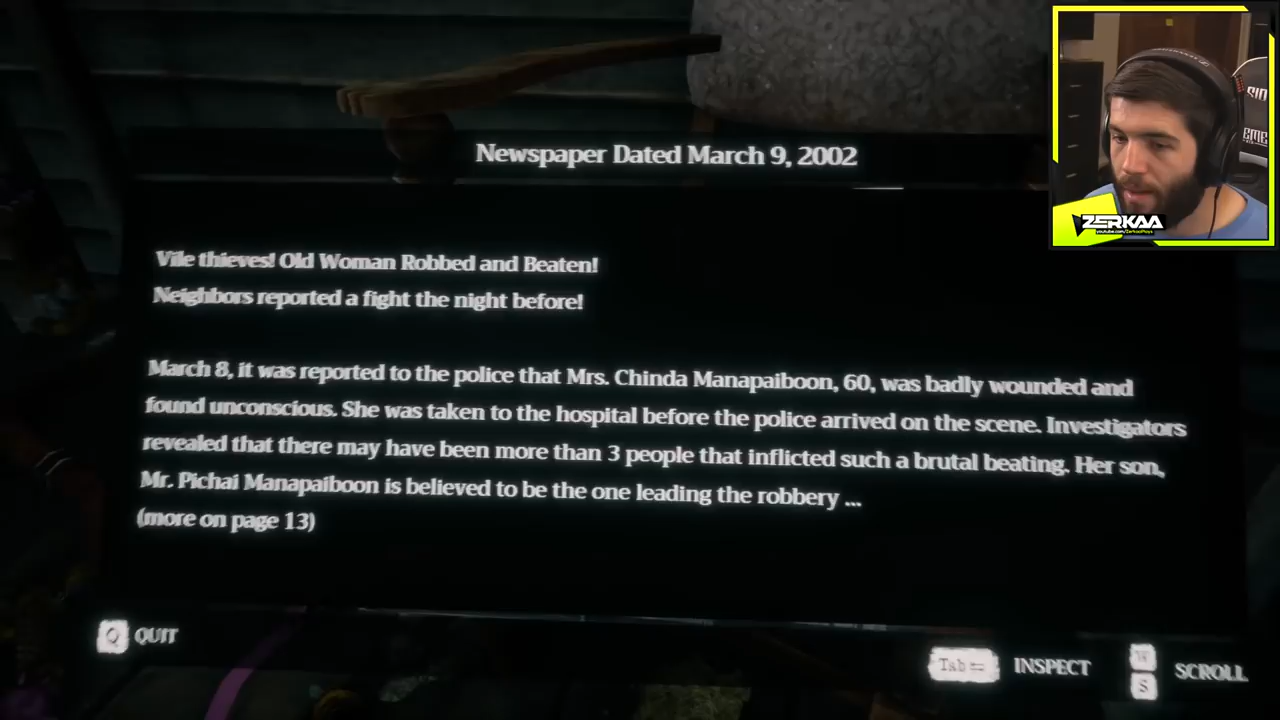 Newspaper Dated March 9, 2002
Vile thieves! Old Woman Robbed and Beaten!
Neighbors reported a fight the night before!
March 8, it was reported to the police that Mrs. Chinda Manapaiboon, 60, was badly wounded and
found unconscious. She was taken to the hospital before the police arrived on the scene. Investigators
revealed that there may have been more than 3 people that inflicted such a brutal beating. Her son,
Mr. Pichai Manapaiboon is believed to be the one leading the robbery ...
(more on page 13)
Q QUIT
Tab INSPECT
W
S
SCROLL
ZERKAA